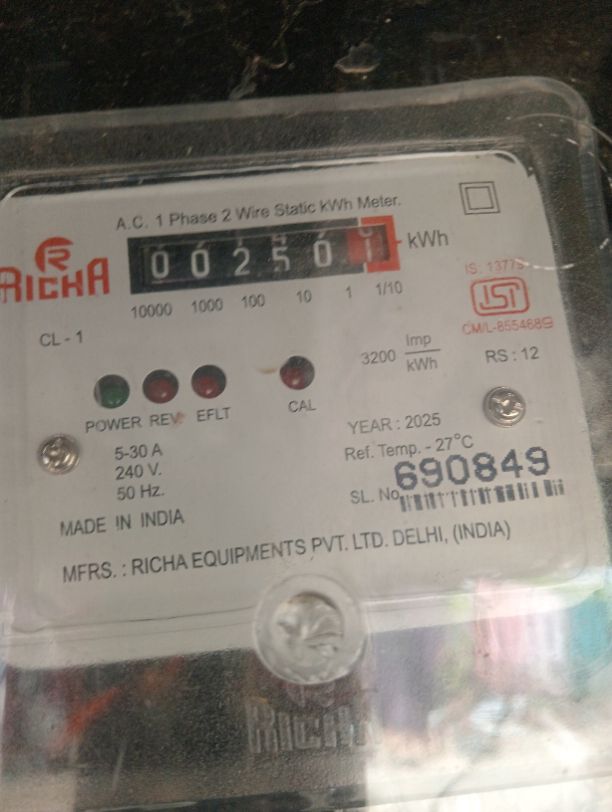 A.C. 1 Phase 2 Wire Static kWh Meter.
RICHA
0 0 2 5 0 1 kWh
10000 1000 100 10 1 1/10
IS: 13779
ISI
CM/L-8554689
CL - 1
3200 Imp/kWh
RS : 12
POWER REV. EFLT CAL
5-30 A
240 V.
50 Hz.
YEAR : 2025
Ref. Temp. - 27°C
SL. No. 690849
MADE IN INDIA
MFRS. : RICHA EQUIPMENTS PVT. LTD. DELHI, (INDIA)
RICHA